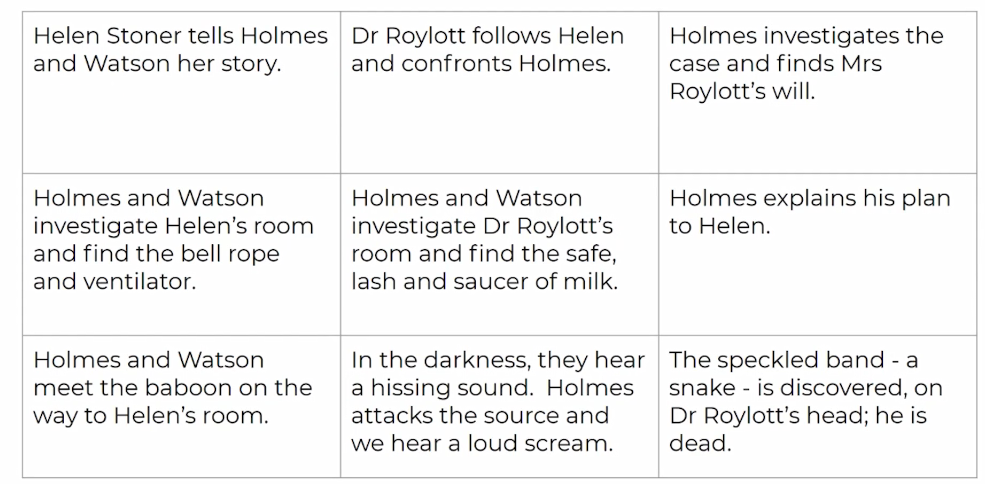 Helen Stoner tells Holmes
and Watson her story.
Dr Roylott follows Helen
and confronts Holmes.
Holmes investigates the
case and finds Mrs
Roylott’s will.
Holmes and Watson
investigate Helen’s room
and find the bell rope
and ventilator.
Holmes and Watson
investigate Dr Roylott’s
room and find the safe,
lash and saucer of milk.
Holmes explains his plan
to Helen.
Holmes and Watson
meet the baboon on the
way to Helen’s room.
In the darkness, they hear
a hissing sound.  Holmes
attacks the source and
we hear a loud scream.
The speckled band - a
snake - is discovered, on
Dr Roylott’s head; he is
dead.